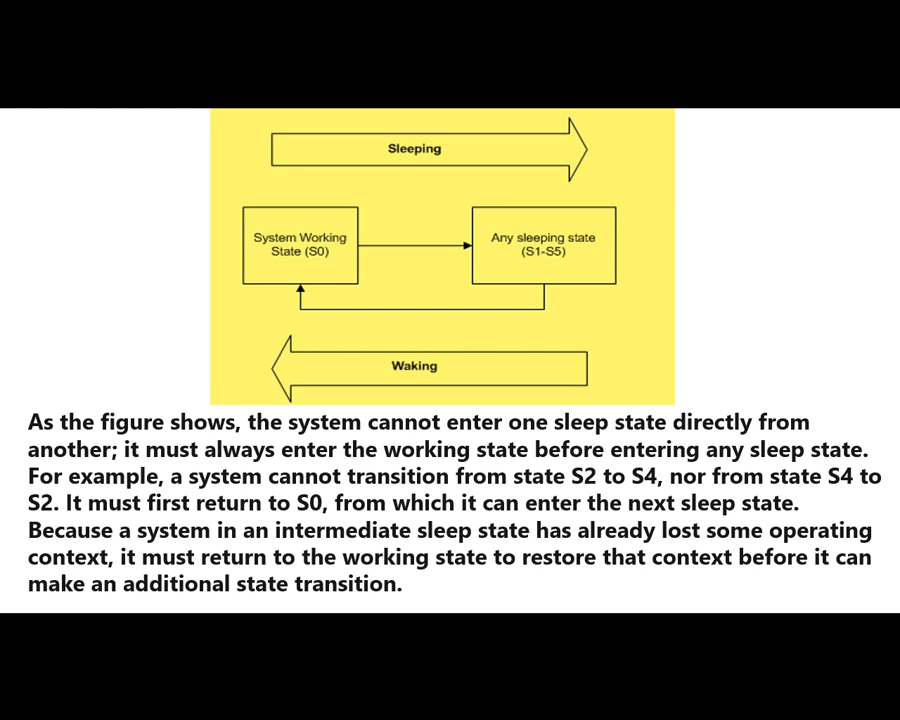 Sleeping
System Working
State (S0)
Any sleeping state
(S1-S5)
Waking
As the figure shows, the system cannot enter one sleep state directly from
another; it must always enter the working state before entering any sleep state.
For example, a system cannot transition from state S2 to S4, nor from state S4 to
S2. It must first return to S0, from which it can enter the next sleep state.
Because a system in an intermediate sleep state has already lost some operating
context, it must return to the working state to restore that context before it can
make an additional state transition.